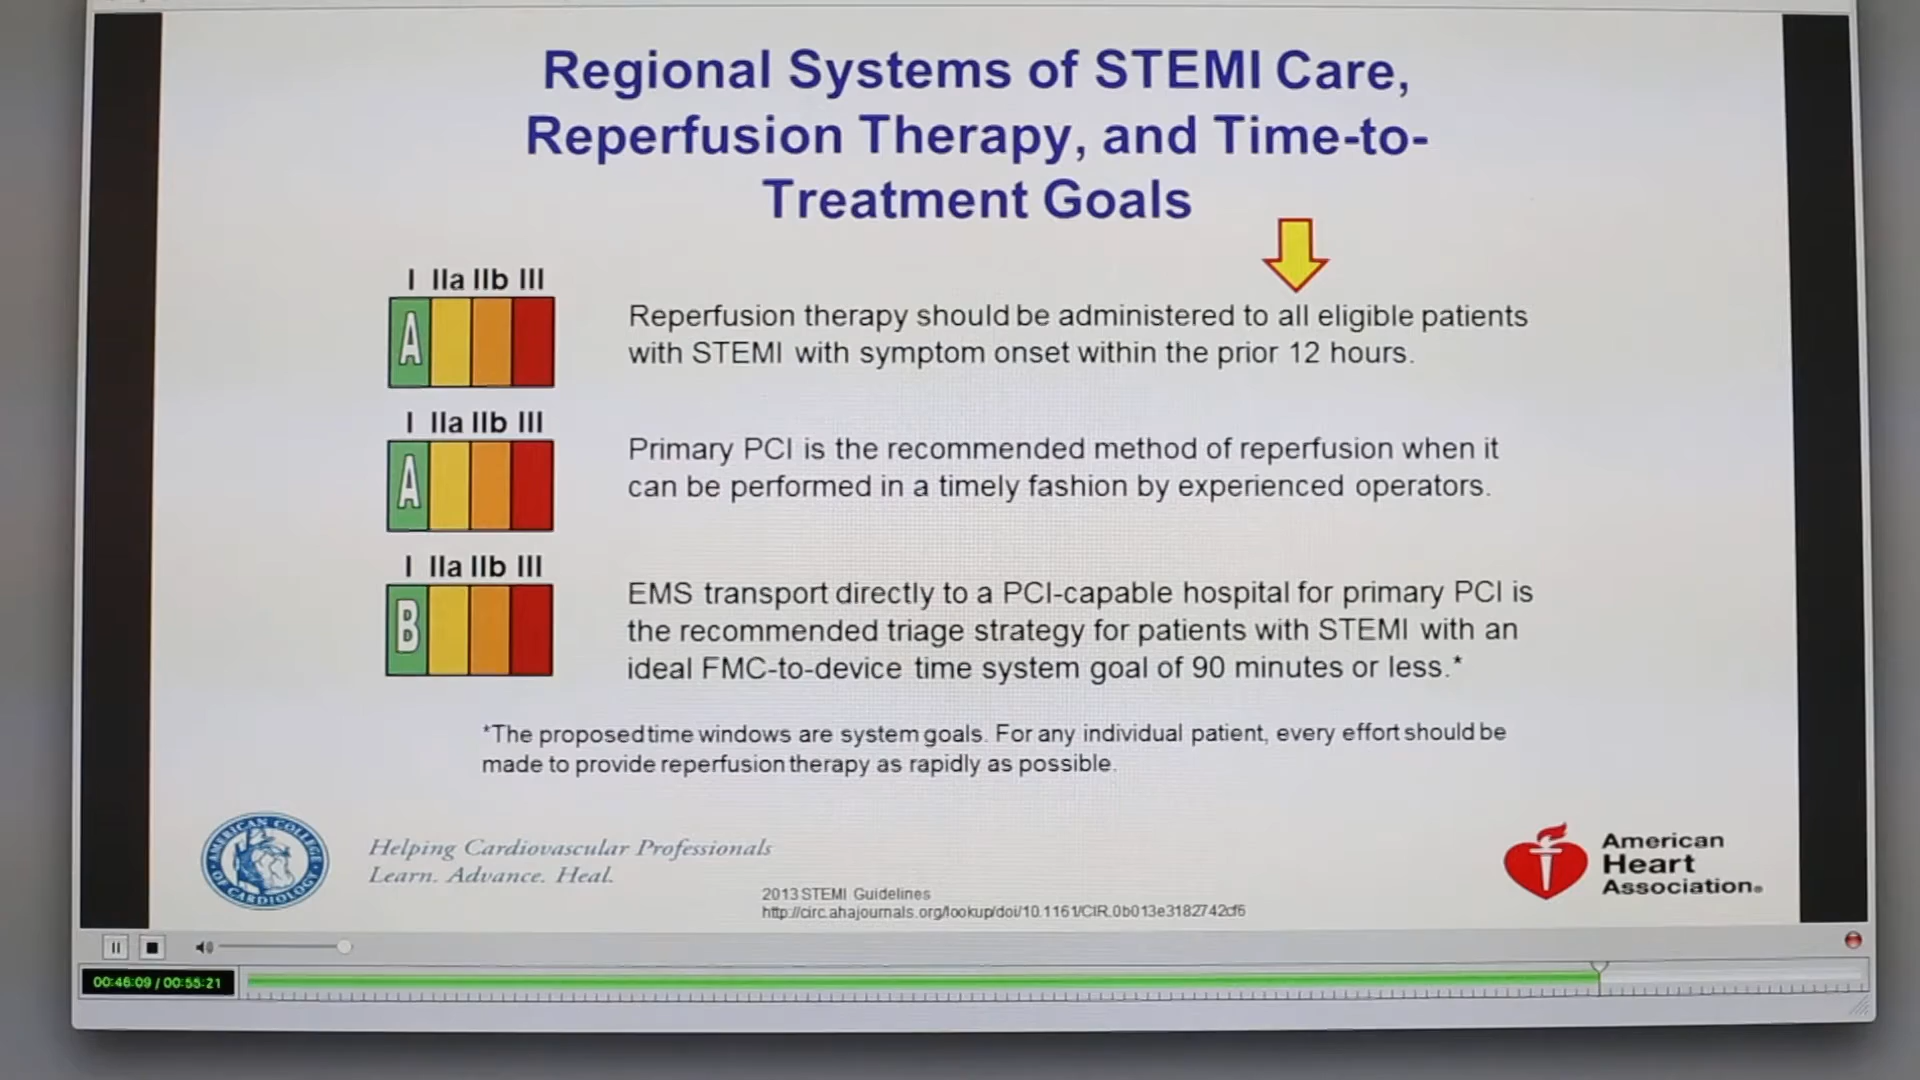 Regional Systems of STEMI Care,
Reperfusion Therapy, and Time-to-
Treatment Goals
I IIa IIb III
A
Reperfusion therapy should be administered to all eligible patients
with STEMI with symptom onset within the prior 12 hours.
I IIa IIb III
A
Primary PCI is the recommended method of reperfusion when it
can be performed in a timely fashion by experienced operators.
I IIa IIb III
B
EMS transport directly to a PCI-capable hospital for primary PCI is
the recommended triage strategy for patients with STEMI with an
ideal FMC-to-device time system goal of 90 minutes or less.*
*The proposed time windows are system goals. For any individual patient, every effort should be
made to provide reperfusion therapy as rapidly as possible.
AMERICAN COLLEGE
OF CARDIOLOGY
Helping Cardiovascular Professionals
Learn. Advance. Heal.
2013 STEMI Guidelines
http://circ.ahajournals.org/lookup/doi/10.1161/CIR.0b013e3182742cf6
American
Heart
Association®
00:46:09 / 00:55:21